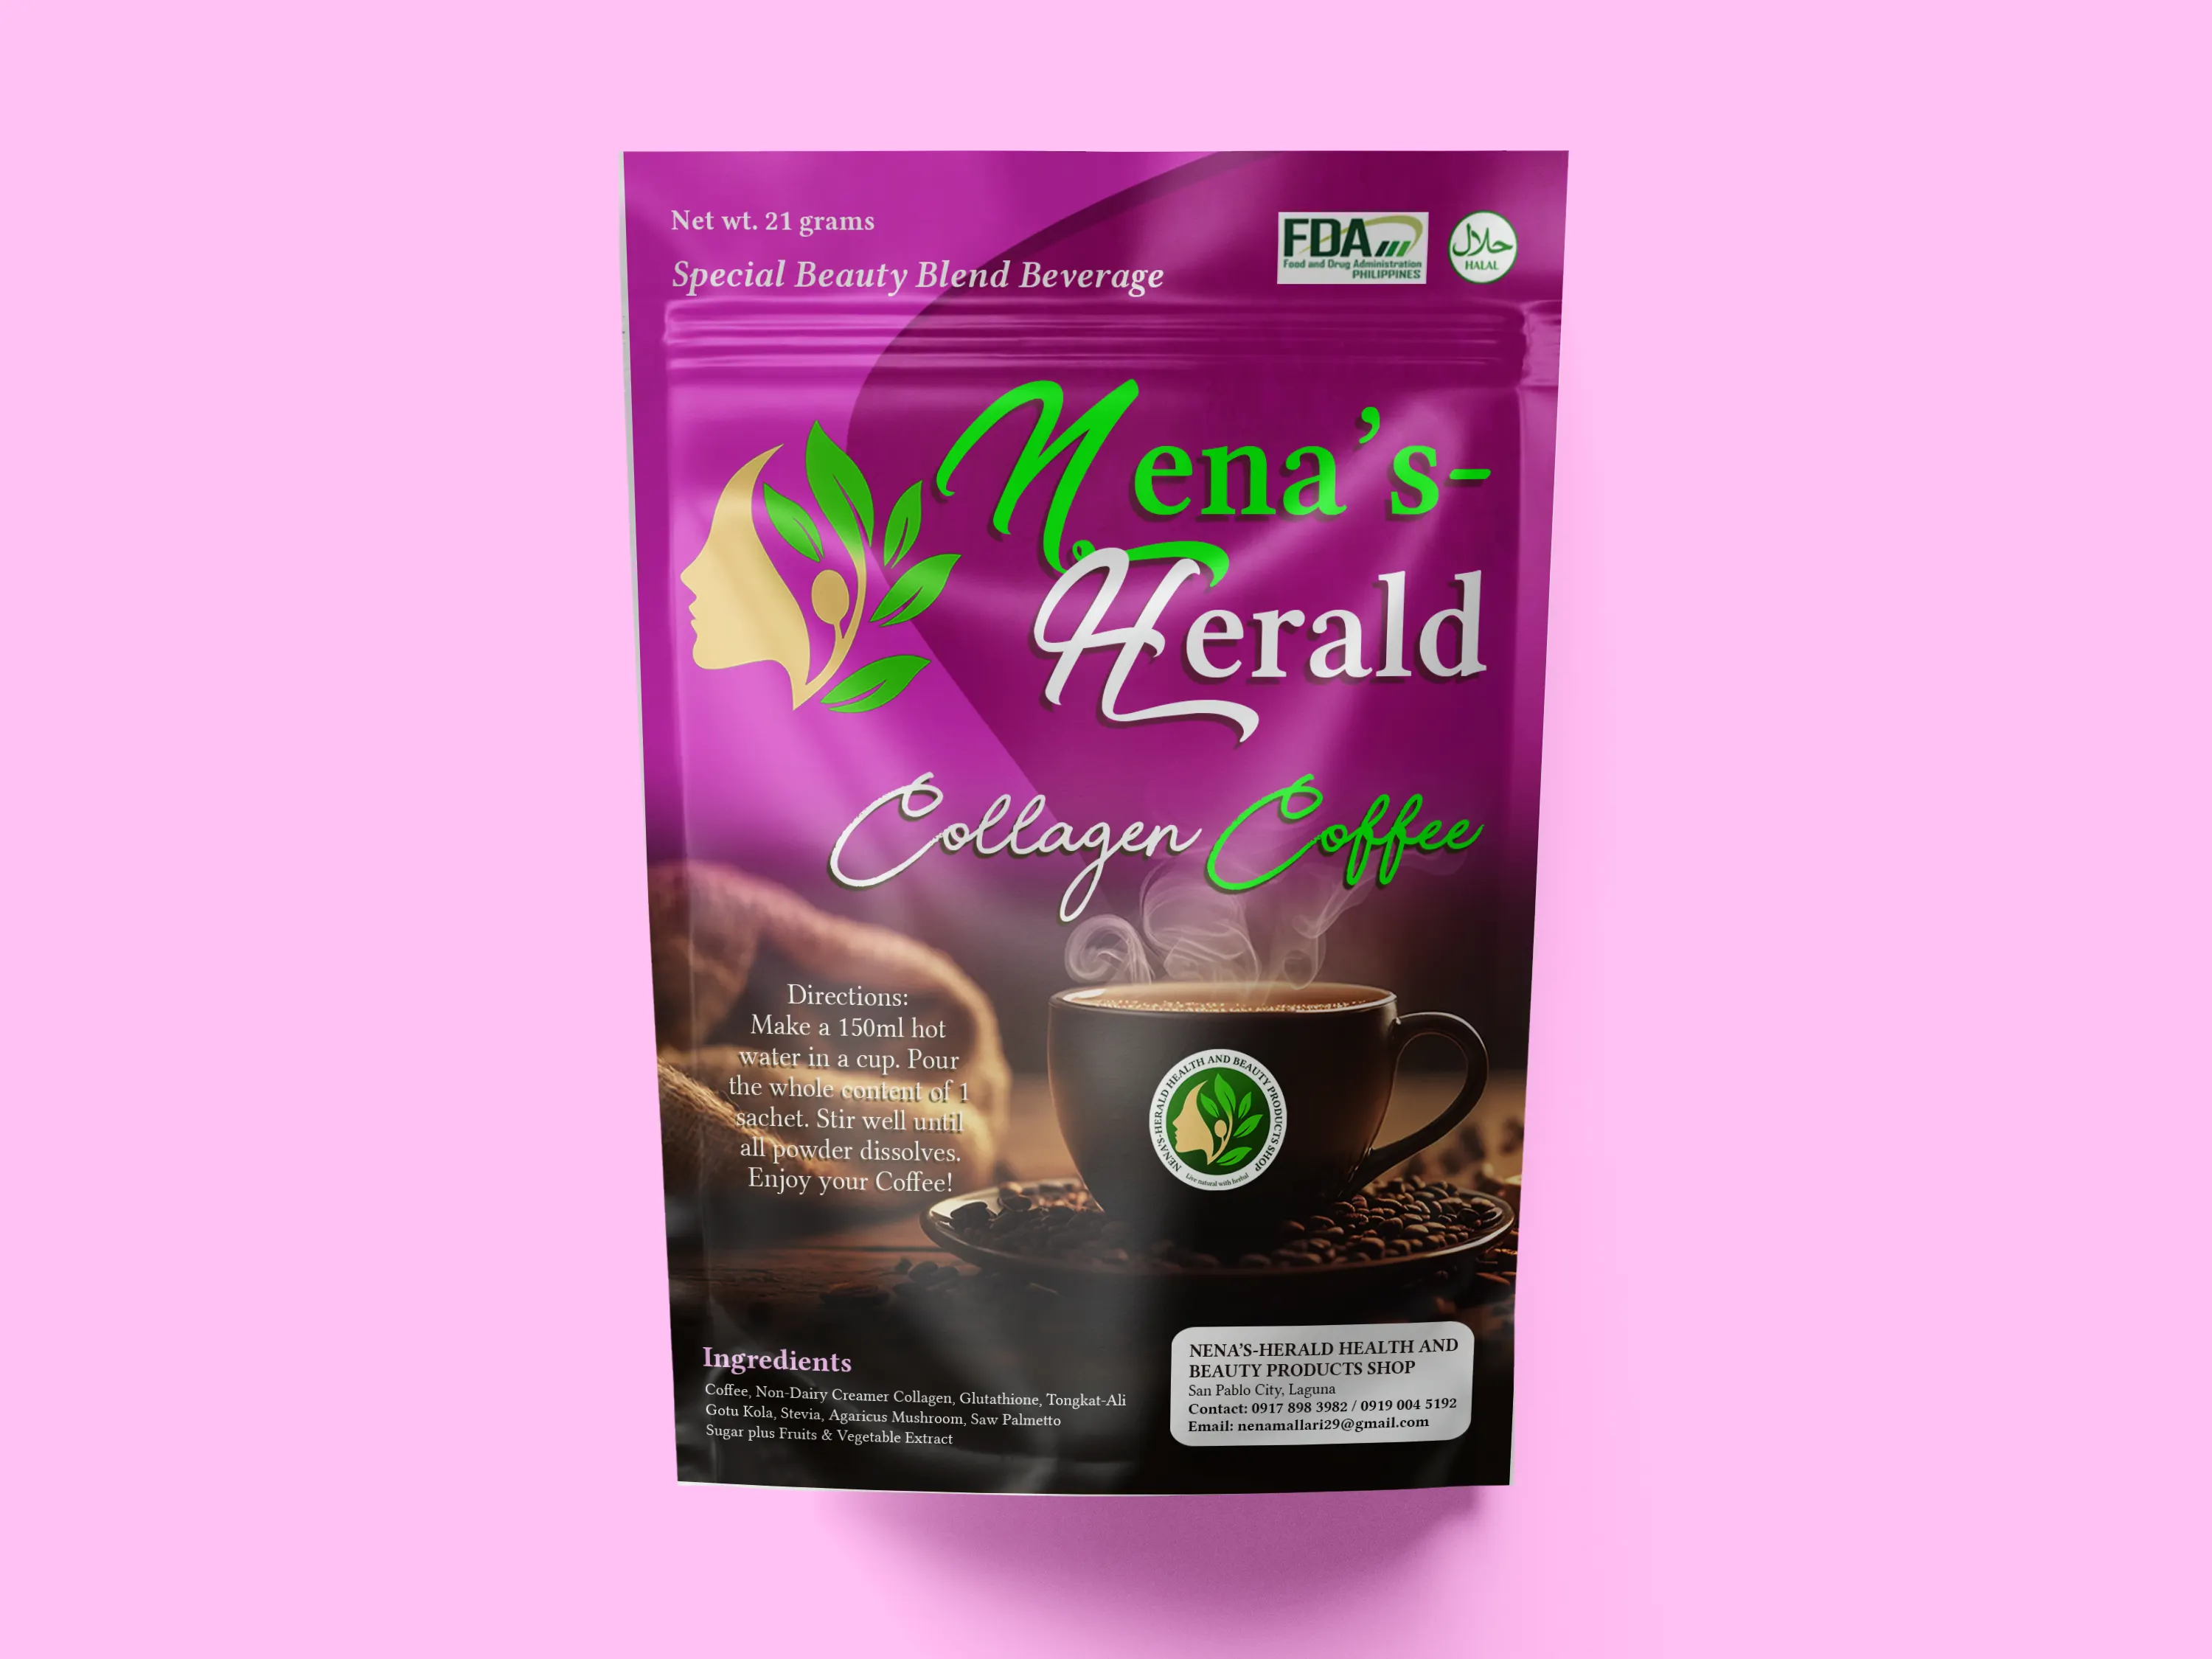 Net wt. 21 grams
Special Beauty Blend Beverage
FDA
Food and Drug Administration
PHILIPPINES
حلال
HALAL
Nena's-
Herald
Collagen Coffee
Directions:
Make a 150ml hot
water in a cup. Pour
the whole content of 1
sachet. Stir well until
all powder dissolves.
Enjoy your Coffee!
NENA'S-HERALD HEALTH AND BEAUTY PRODUCTS SHOP
Live natural with herbal
Ingredients
Coffee, Non-Dairy Creamer Collagen, Glutathione, Tongkat-Ali
Gotu Kola, Stevia, Agaricus Mushroom, Saw Palmetto
Sugar plus Fruits & Vegetable Extract
NENA'S-HERALD HEALTH AND
BEAUTY PRODUCTS SHOP
San Pablo City, Laguna
Contact: 0917 898 3982 / 0919 004 5192
Email: nenamallari29@gmail.com